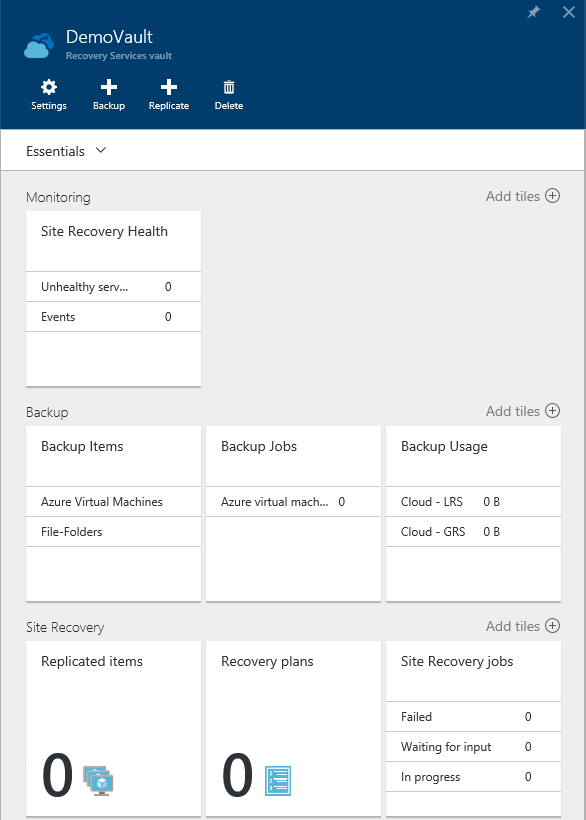 DemoVault
Recovery Services vault
Settings Backup Replicate Delete
Essentials
Monitoring Add tiles
Site Recovery Health
Unhealthy serv... 0
Events 0
Backup Add tiles
Backup Items Backup Jobs Backup Usage
Azure Virtual Machines Azure virtual mach... 0 Cloud - LRS 0 B
File-Folders Cloud - GRS 0 B
Site Recovery Add tiles
Replicated items Recovery plans Site Recovery jobs
Failed 0
Waiting for input 0
In progress 0
0 0